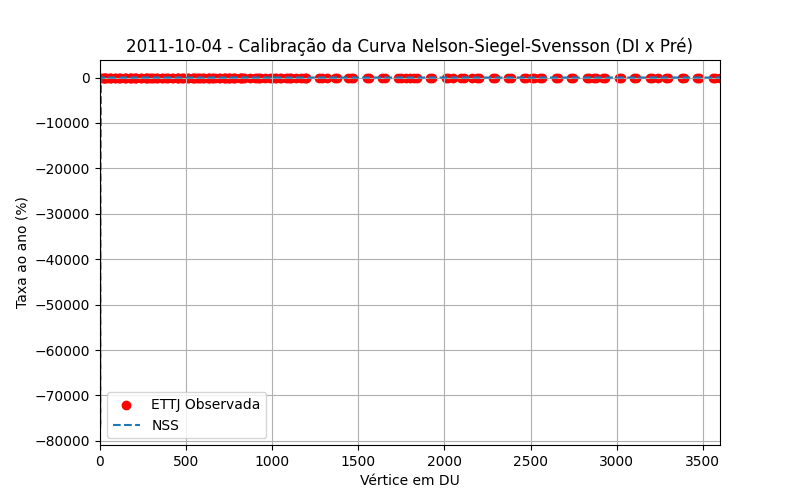 2011-10-04 - Calibração da Curva Nelson-Siegel-Svensson (DI x Pré)
Taxa ao ano (%)
0
−10000
−20000
−30000
−40000
−50000
−60000
−70000
−80000
ETTJ Observada
NSS
0 500 1000 1500 2000 2500 3000 3500
Vértice em DU